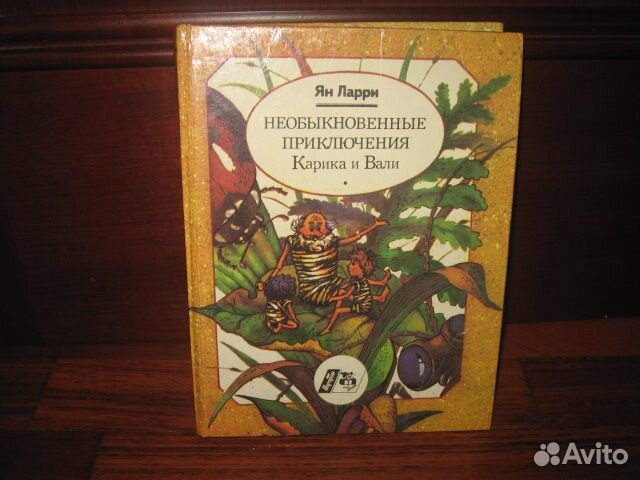 Ян Ларри
НЕОБЫКНОВЕННЫЕ
ПРИКЛЮЧЕНИЯ
Карика и Вали
Avito